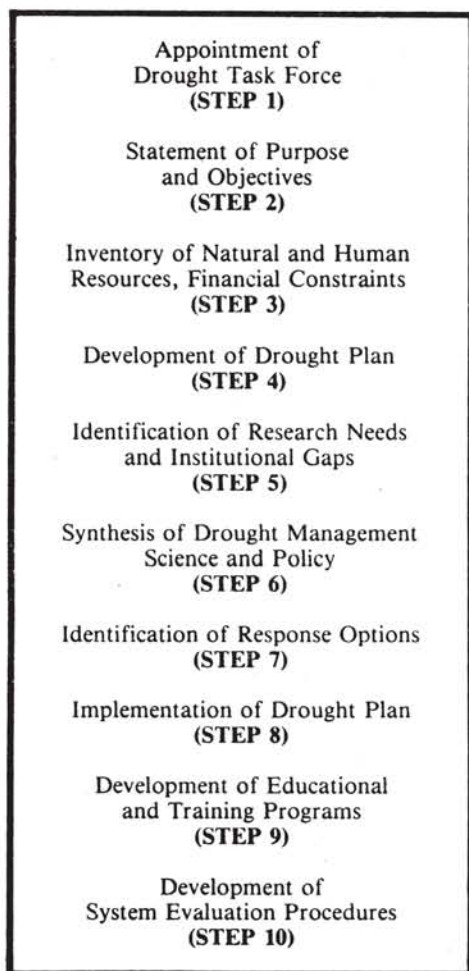 Appointment of
Drought Task Force
(STEP 1)
Statement of Purpose
and Objectives
(STEP 2)
Inventory of Natural and Human
Resources, Financial Constraints
(STEP 3)
Development of Drought Plan
(STEP 4)
Identification of Research Needs
and Institutional Gaps
(STEP 5)
Synthesis of Drought Management
Science and Policy
(STEP 6)
Identification of Response Options
(STEP 7)
Implementation of Drought Plan
(STEP 8)
Development of Educational
and Training Programs
(STEP 9)
Development of
System Evaluation Procedures
(STEP 10)